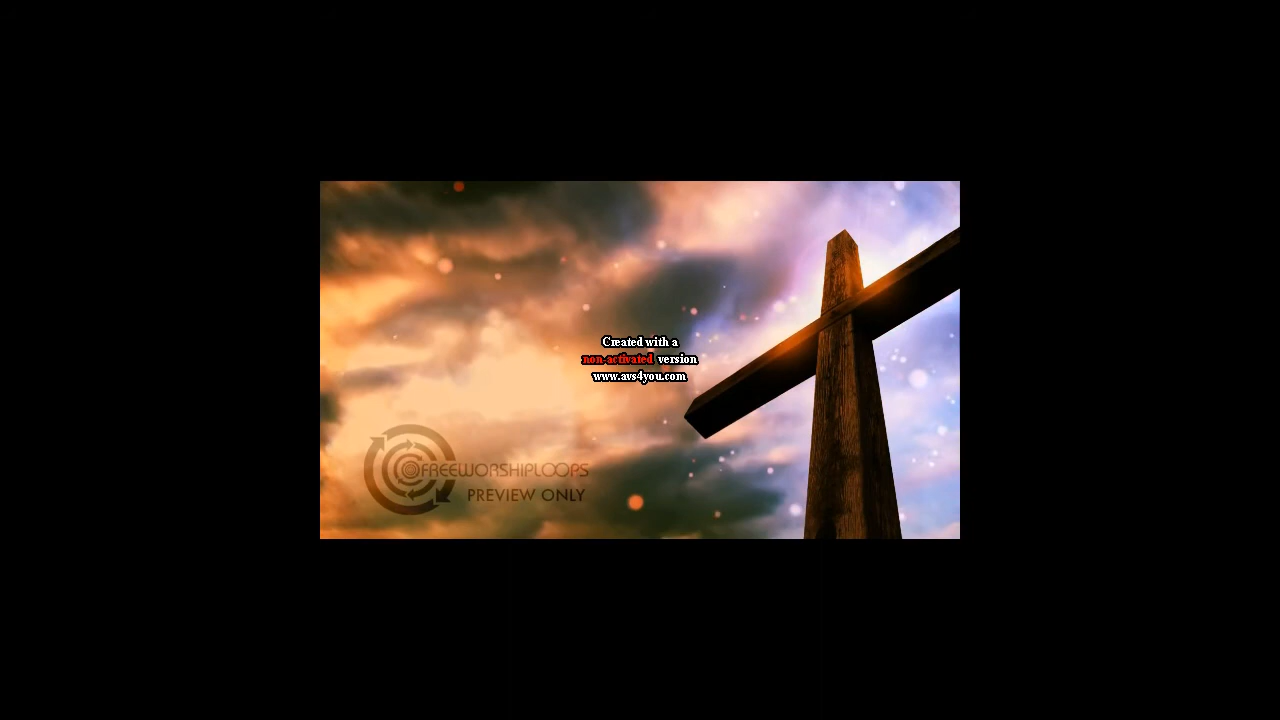 Created with a
non-activated version
www.avs4you.com
FREEWORSHIPLOOPS
PREVIEW ONLY